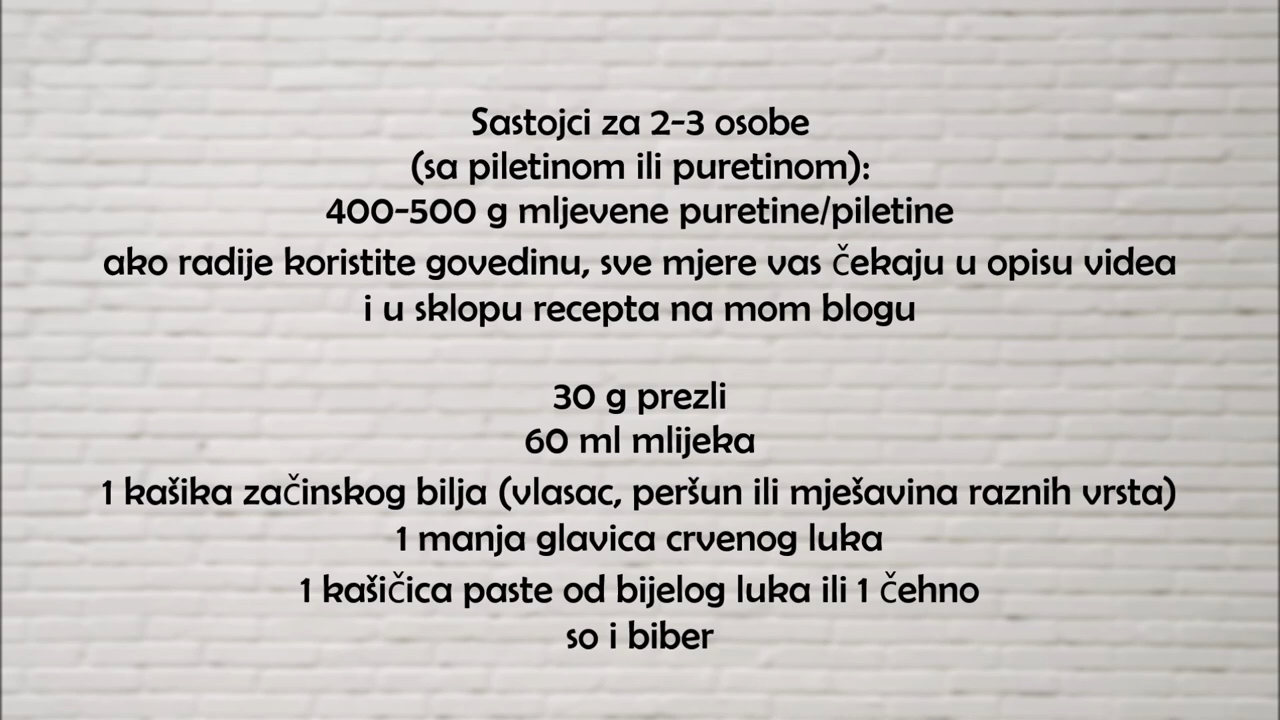 Sastojci za 2-3 osobe
(sa piletinom ili puretinom):
400-500 g mljevene puretine/piletine
ako radije koristite govedinu, sve mjere vas čekaju u opisu videa
i u sklopu recepta na mom blogu
30 g prezli
60 ml mlijeka
1 kašika začinskog bilja (vlasac, peršun ili mješavina raznih vrsta)
1 manja glavica crvenog luka
1 kašičica paste od bijelog luka ili 1 čehno
so i biber